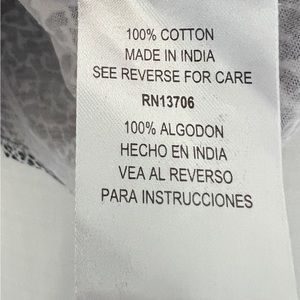 100% COTTON
MADE IN INDIA
SEE REVERSE FOR CARE
RN13706
100% ALGODON
HECHO EN INDIA
VEA AL REVERSO
PARA INSTRUCCIONES